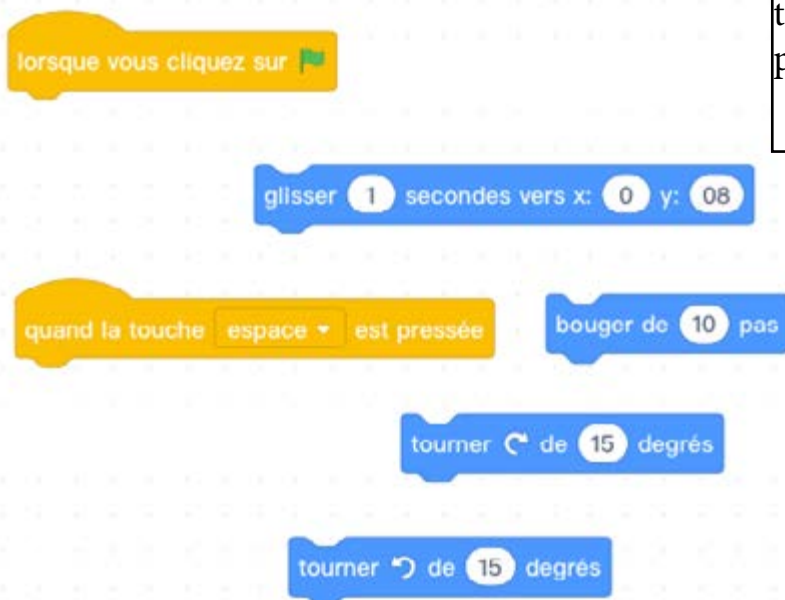 lorsque vous cliquez sur
glisser 1 secondes vers x: 0 y: 08
quand la touche espace est pressée
bouger de 10 pas
tourner de 15 degrés
tourner de 15 degrés